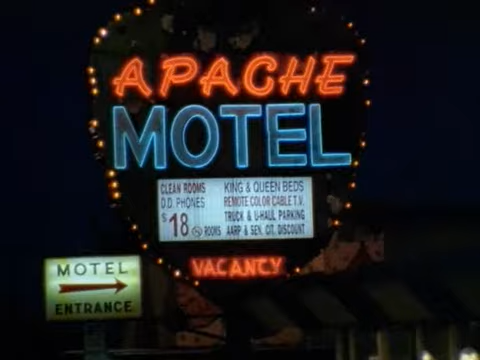 APACHE
MOTEL
CLEAN ROOMS
D.D. PHONES
$18 ROOMS
KING & QUEEN BEDS
REMOTE COLOR CABLE T.V.
TRUCK & U-HAUL PARKING
AARP & SEN. CIT. DISCOUNT
VACANCY
MOTEL
ENTRANCE